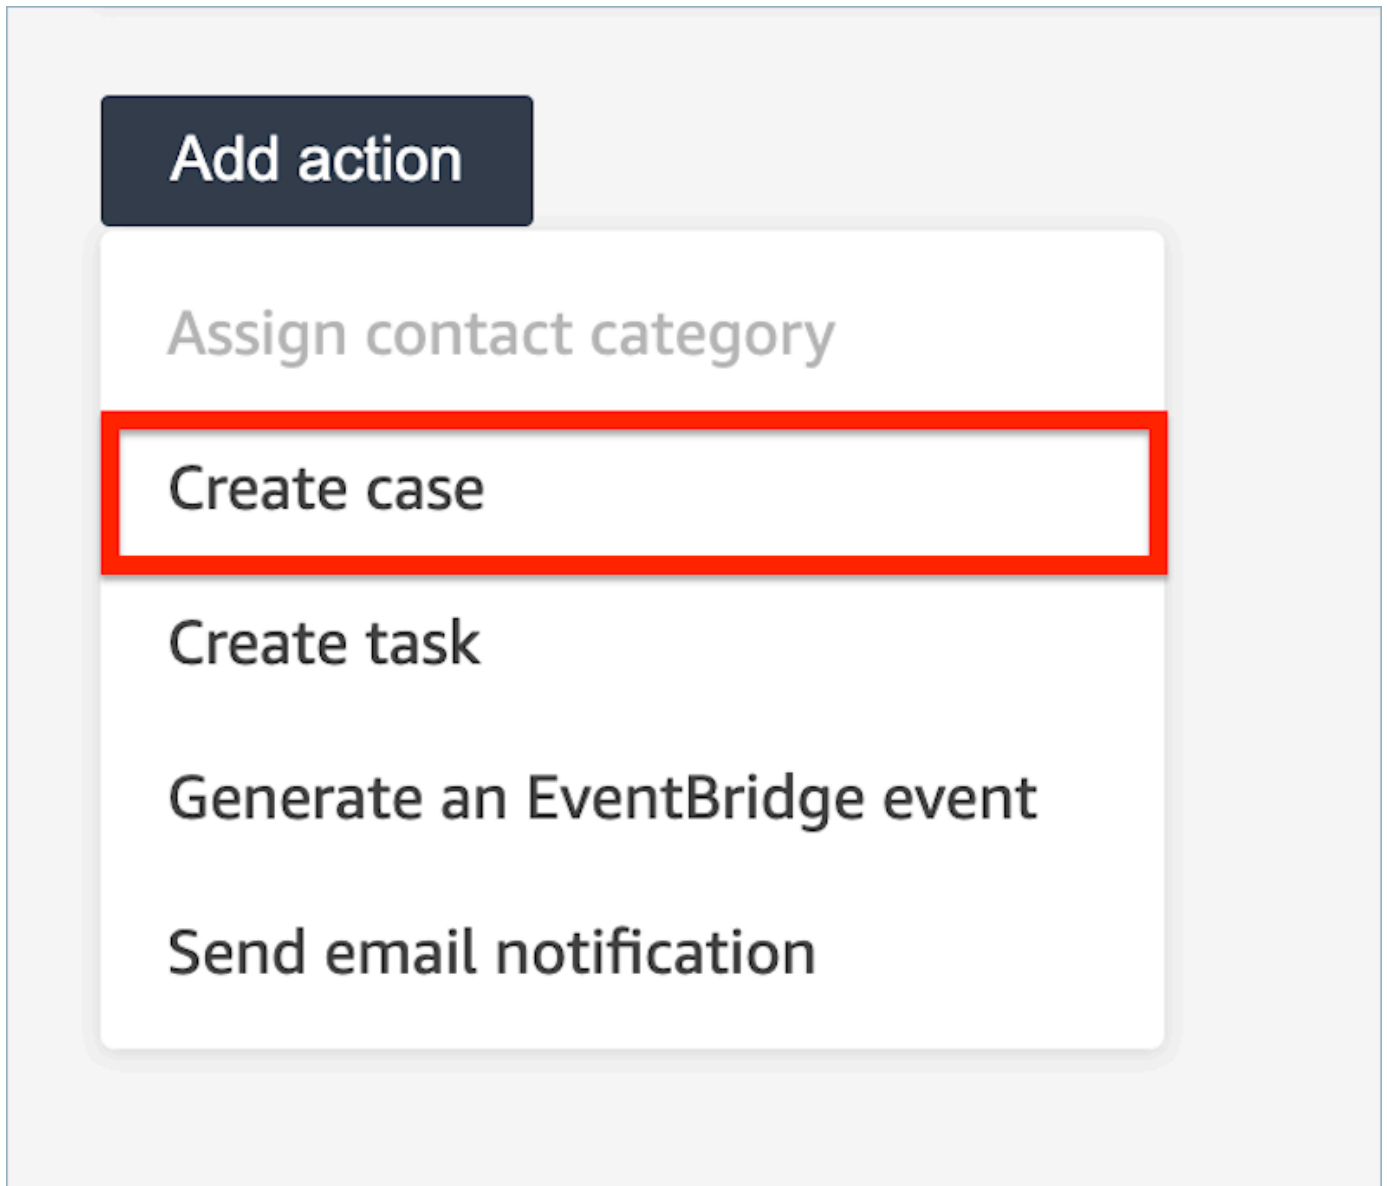 Add action
Assign contact category
Create case
Create task
Generate an EventBridge event
Send email notification